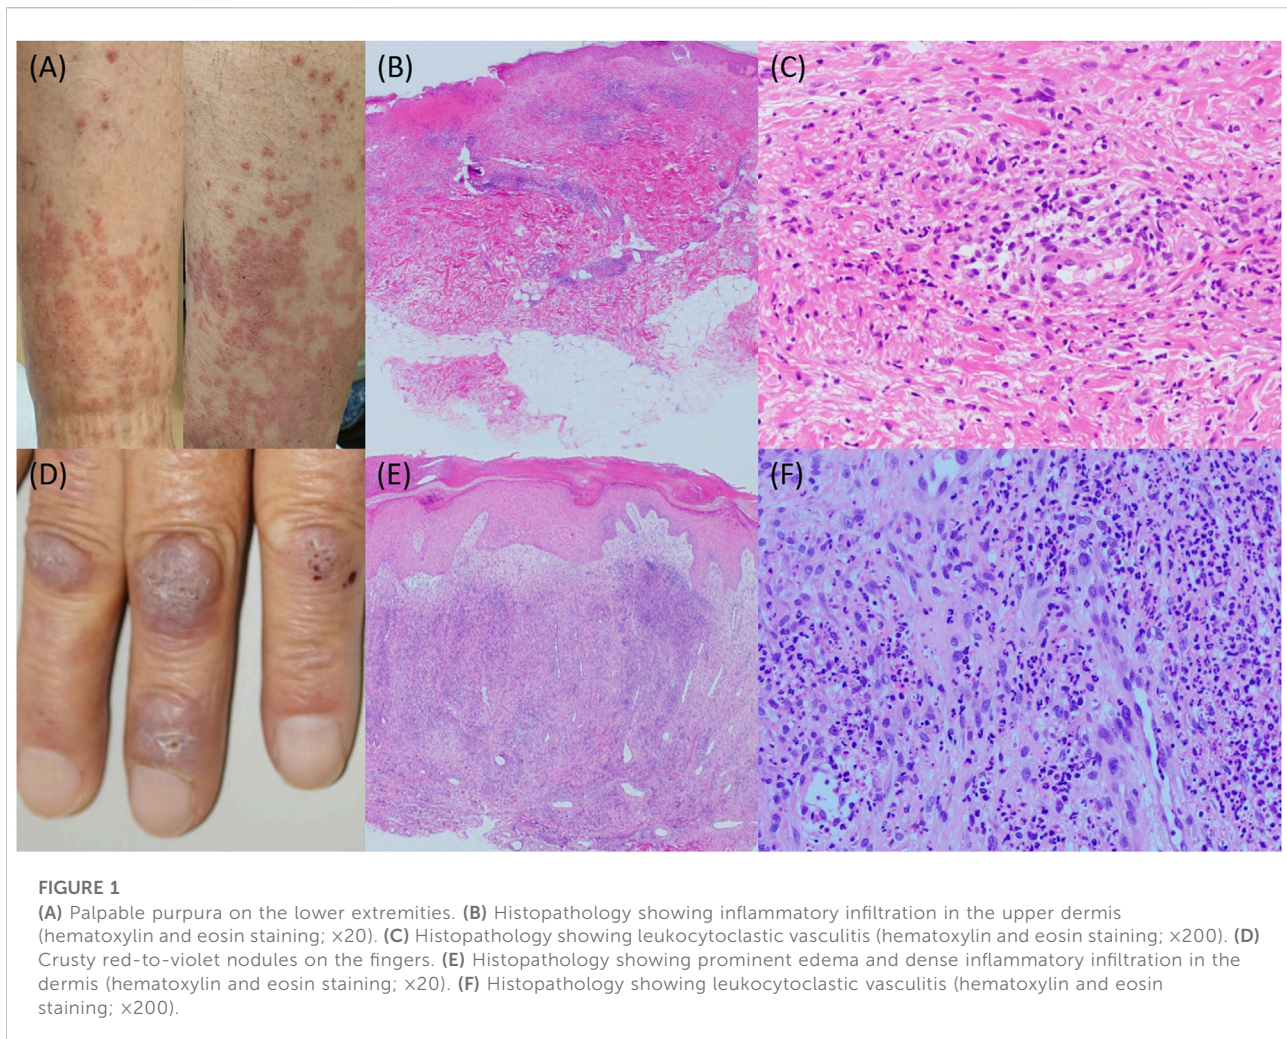 (A)
(B)
(C)
(D)
(E)
(F)
FIGURE 1
(A) Palpable purpura on the lower extremities. (B) Histopathology showing inflammatory infiltration in the upper dermis
(hematoxylin and eosin staining; ×20). (C) Histopathology showing leukocytoclastic vasculitis (hematoxylin and eosin staining; ×200). (D)
Crusty red-to-violet nodules on the fingers. (E) Histopathology showing prominent edema and dense inflammatory infiltration in the
dermis (hematoxylin and eosin staining; ×20). (F) Histopathology showing leukocytoclastic vasculitis (hematoxylin and eosin
staining; ×200).